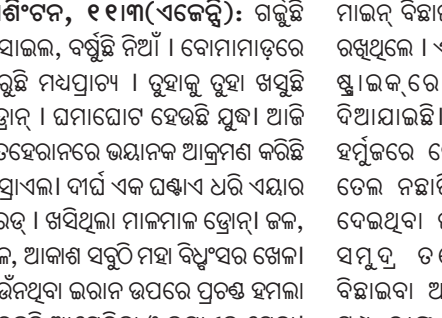 ଶିଂଟନ, ୧୧।୩(ଏଜେନ୍ସି): ଗର୍ଜୁଛି
ସାଇଲ, ବର୍ଷୁଛି ନିଆଁ । ବୋମାମାଡ଼ରେ
ରୁଛି ମଧ୍ୟପ୍ରାଚ୍ୟ । ତୁହାକୁ ତୁହା ଖସୁଛି
ଡ୍ରୋନ୍ । ଘମାଘୋଟ ହେଉଛି ଯୁଦ୍ଧ। ଆଜି
ତହେରାନରେ ଭୟାନକ ଆକ୍ରମଣ କରିଛି
ସ୍ରାଏଲ। ଦୀର୍ଘ ଏକ ଘଣ୍ଟାଏ ଧରି ଏୟାର
ରେଡ୍ । ଖସିଥିଲା ମାଳମାଳ ଡ୍ରୋନ୍। ଜଳ,
ଳ, ଆକାଶ ସବୁଠି ମହା ବିଧ୍ୱଂସର ଖେଳ।
ଉଁନଥିବା ଇରାନ ଉପରେ ପ୍ରଚଣ୍ଡ ହମଲା
ମାଇନ୍ ବିଛା
ରଖିଥିଲେ ।
ଷ୍ଟ୍ରାଇକ୍‌ରେ
ଦିଆଯାଇଛି।
ହର୍ମୁଜରେ
ତେଲ ନଛାଡ଼ି
ଦେଇଥିବା
ସମୁଦ୍ର
ବିଛାଇବା